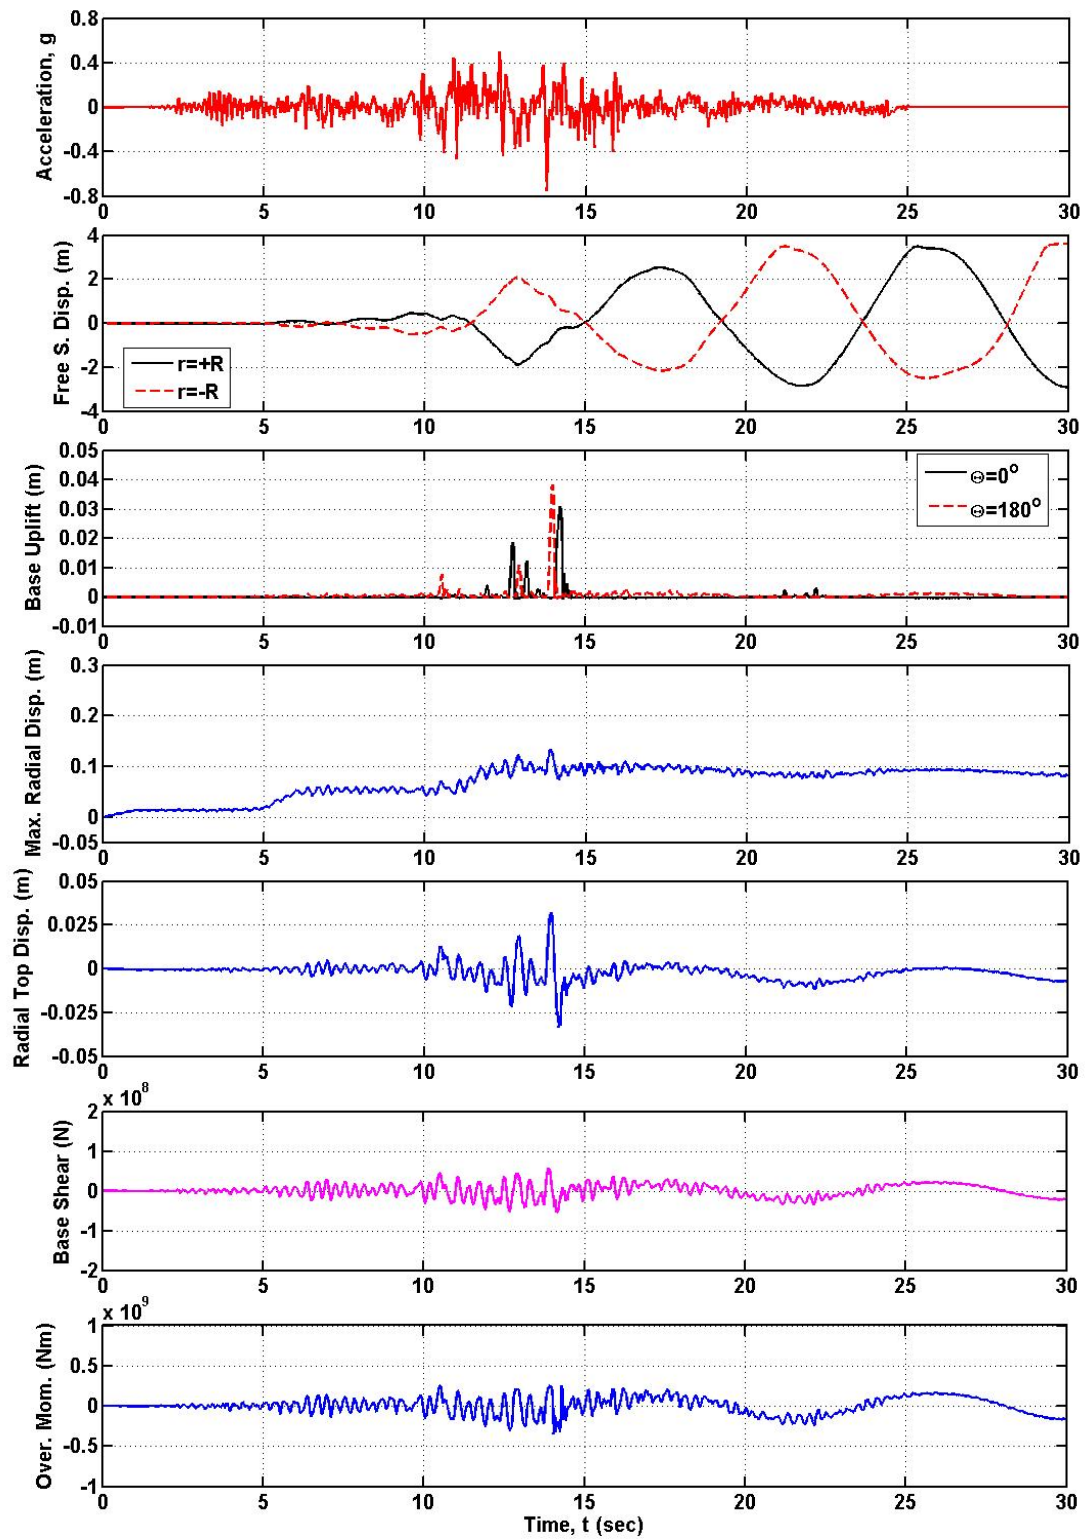 0.8
0.4
0
-0.4
-0.8
Acceleration, g
0 5 10 15 20 25 30
4
2
0
-2
-4
Free S. Disp. (m)
r=+R
r=-R
0 5 10 15 20 25 30
0.05
0.04
0.03
0.02
0.01
0
-0.01
Base Uplift (m)
Θ=0°
Θ=180°
0 5 10 15 20 25 30
0.3
0.2
0.1
0
-0.05
Max. Radial Disp. (m)
0 5 10 15 20 25 30
0.05
0.025
0
-0.025
-0.05
Radial Top Disp. (m)
0 5 10 15 20 25 30
x 10⁸
2
1
0
-1
-2
Base Shear (N)
0 5 10 15 20 25 30
x 10⁹
1
0.5
0
-0.5
-1
Over. Mom. (Nm)
0 5 10 15 20 25 30
Time, t (sec)